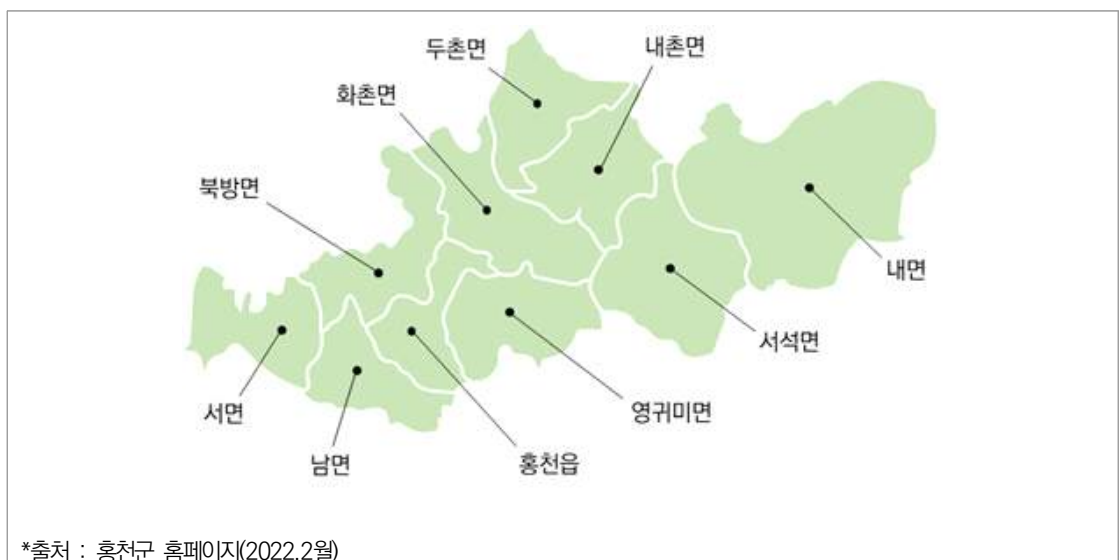 두촌면
내촌면
화촌면
북방면
내면
서석면
서면
영귀미면
남면
홍천읍
*출처 : 홍천군 홈페이지(2022.2월)